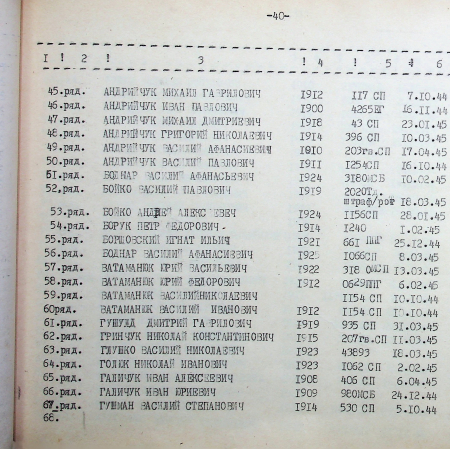 -40-
1 ! 2 ! 3 ! 4 ! 5 ! 6
45.ряд. АНДРИЙЧУК МИХАИЛ ГАВРИЛОВИЧ 1912 117 СП 7.10.44
46.ряд. АНДРИЙЧУК ИВАН ПАВЛОВИЧ 1900 4265ЕГ 16.11.44
47.ряд. АНДРИЙЧУК МИХАИЛ ДМИТРИЕВИЧ 1918 43 СП 23.01.45
48.ряд. АНДРИЙЧУК ГРИГОРИЙ НИКОЛАЕВИЧ 1914 396 СП 10.03.45
49.ряд. АНДРИЙЧУК ВАСИЛИЙ АФАНАСИЕВИЧ 1910 203гв.СП 17.04.45
50.ряд. АНДРИЙЧУК ВАСИЛИЙ ПАВЛОВИЧ 1911 1254СП 16.10.44
51.ряд. БОДНАР ВАСИЛИЙ АФАНАСЬЕВИЧ 1924 3180МСБ 10.02.45
52.ряд. БОЙКО ВАСИЛИЙ ПАВЛОВИЧ 1919 202
штраф/рот 18.03.45
53.ряд. БОЙКО АНДРЕЙ АЛЕКСЕЕВИЧ 1924 1156СП 28.01.45
54.ряд. БОРУК ПЕТР ФЕДОРОВИЧ 1914 1240 1.02.45
55.ряд. БОРШОВСКИЙ ИГНАТ ИЛЬИЧ 1921 661 ППГ 25.12.44
56.ряд. БОДНАР ВАСИЛИЙ АФАНАСИЕВИЧ 1066СП 8.03.45
57.ряд. ВАТАМАНЮК ЮРИЙ ВАСИЛЬЕВИЧ 1922 318 ОМСП 13.03.45
58.ряд. ВАТАМАНЮК ЮРИЙ ФЕДОРОВИЧ 1912 0629ППГ 6.02.45
59.ряд. ВАТАМАНЮК ВАСИЛИЙНИКОЛАЕВИЧ 1154 СП 10.10.44
60ряд. ВАТАМАНЮК ВАСИЛИЙ ИВАНОВИЧ 1912 1154 СП 10.10.44
61.ряд. ГУШУЛД ДМИТРИЙ ГАВРИЛОВИЧ 1919 935 СП 31.03.45
62.ряд. ГРИНЧУК НИКОЛАЙ КОНСТАНТИНОВИЧ 1915 207гв.СП 11.03.45
63.ряд. ГЛУШКО ВАСИЛИЙ НИКОЛАЕВИЧ 1923 43893 18.03.45
64.ряд. ГОЛЮК НИКОЛАЙ ИВАНОВИЧ 1923 1062 СП 2.02.45
65.ряд. ГАЛИЧУК ИВАН АЛЕКСЕЕВИЧ 1908 406 СП 6.04.45
66.ряд. ГАЛИЧУК ИВАН ЮРИЕВИЧ 1909 980МСБ 24.12.44
67.ряд. ГУЦМАН ВАСИЛИЙ СТЕПАНОВИЧ 1914 530 СП 5.10.44
68.